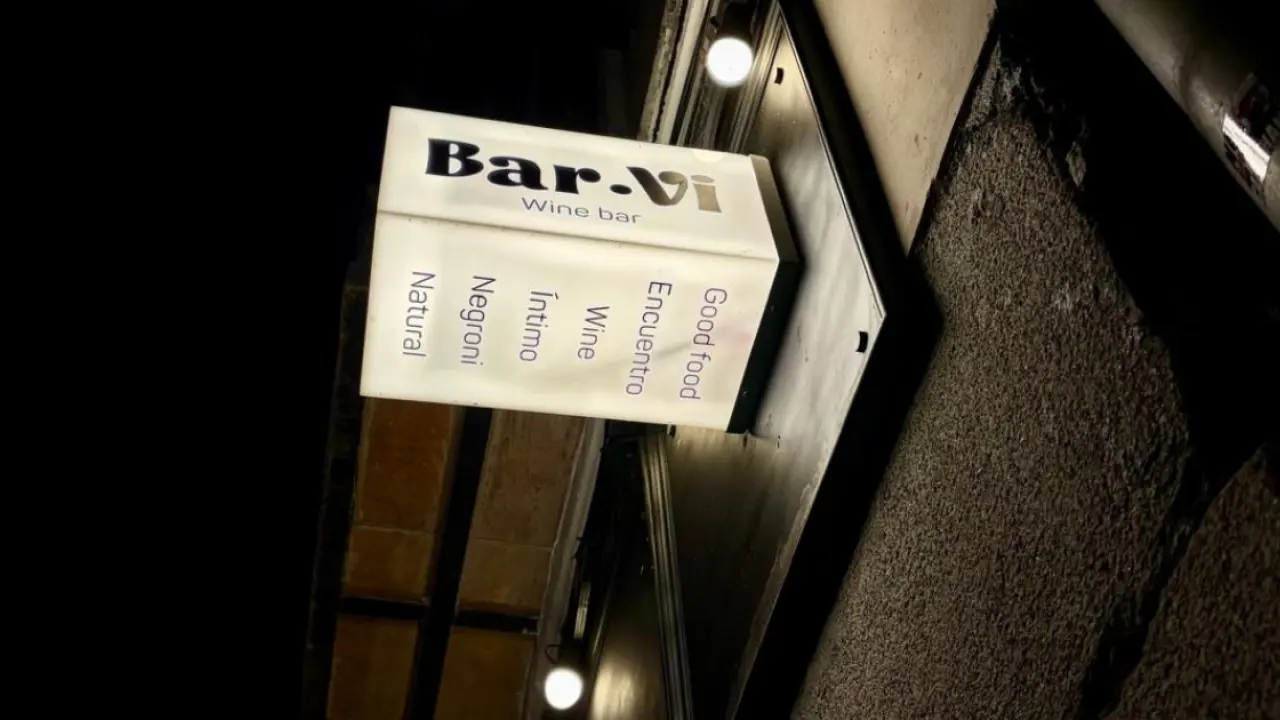 Bar.Vi
Wine bar
Good food
Encuentro
Wine
Íntimo
Negroni
Natural